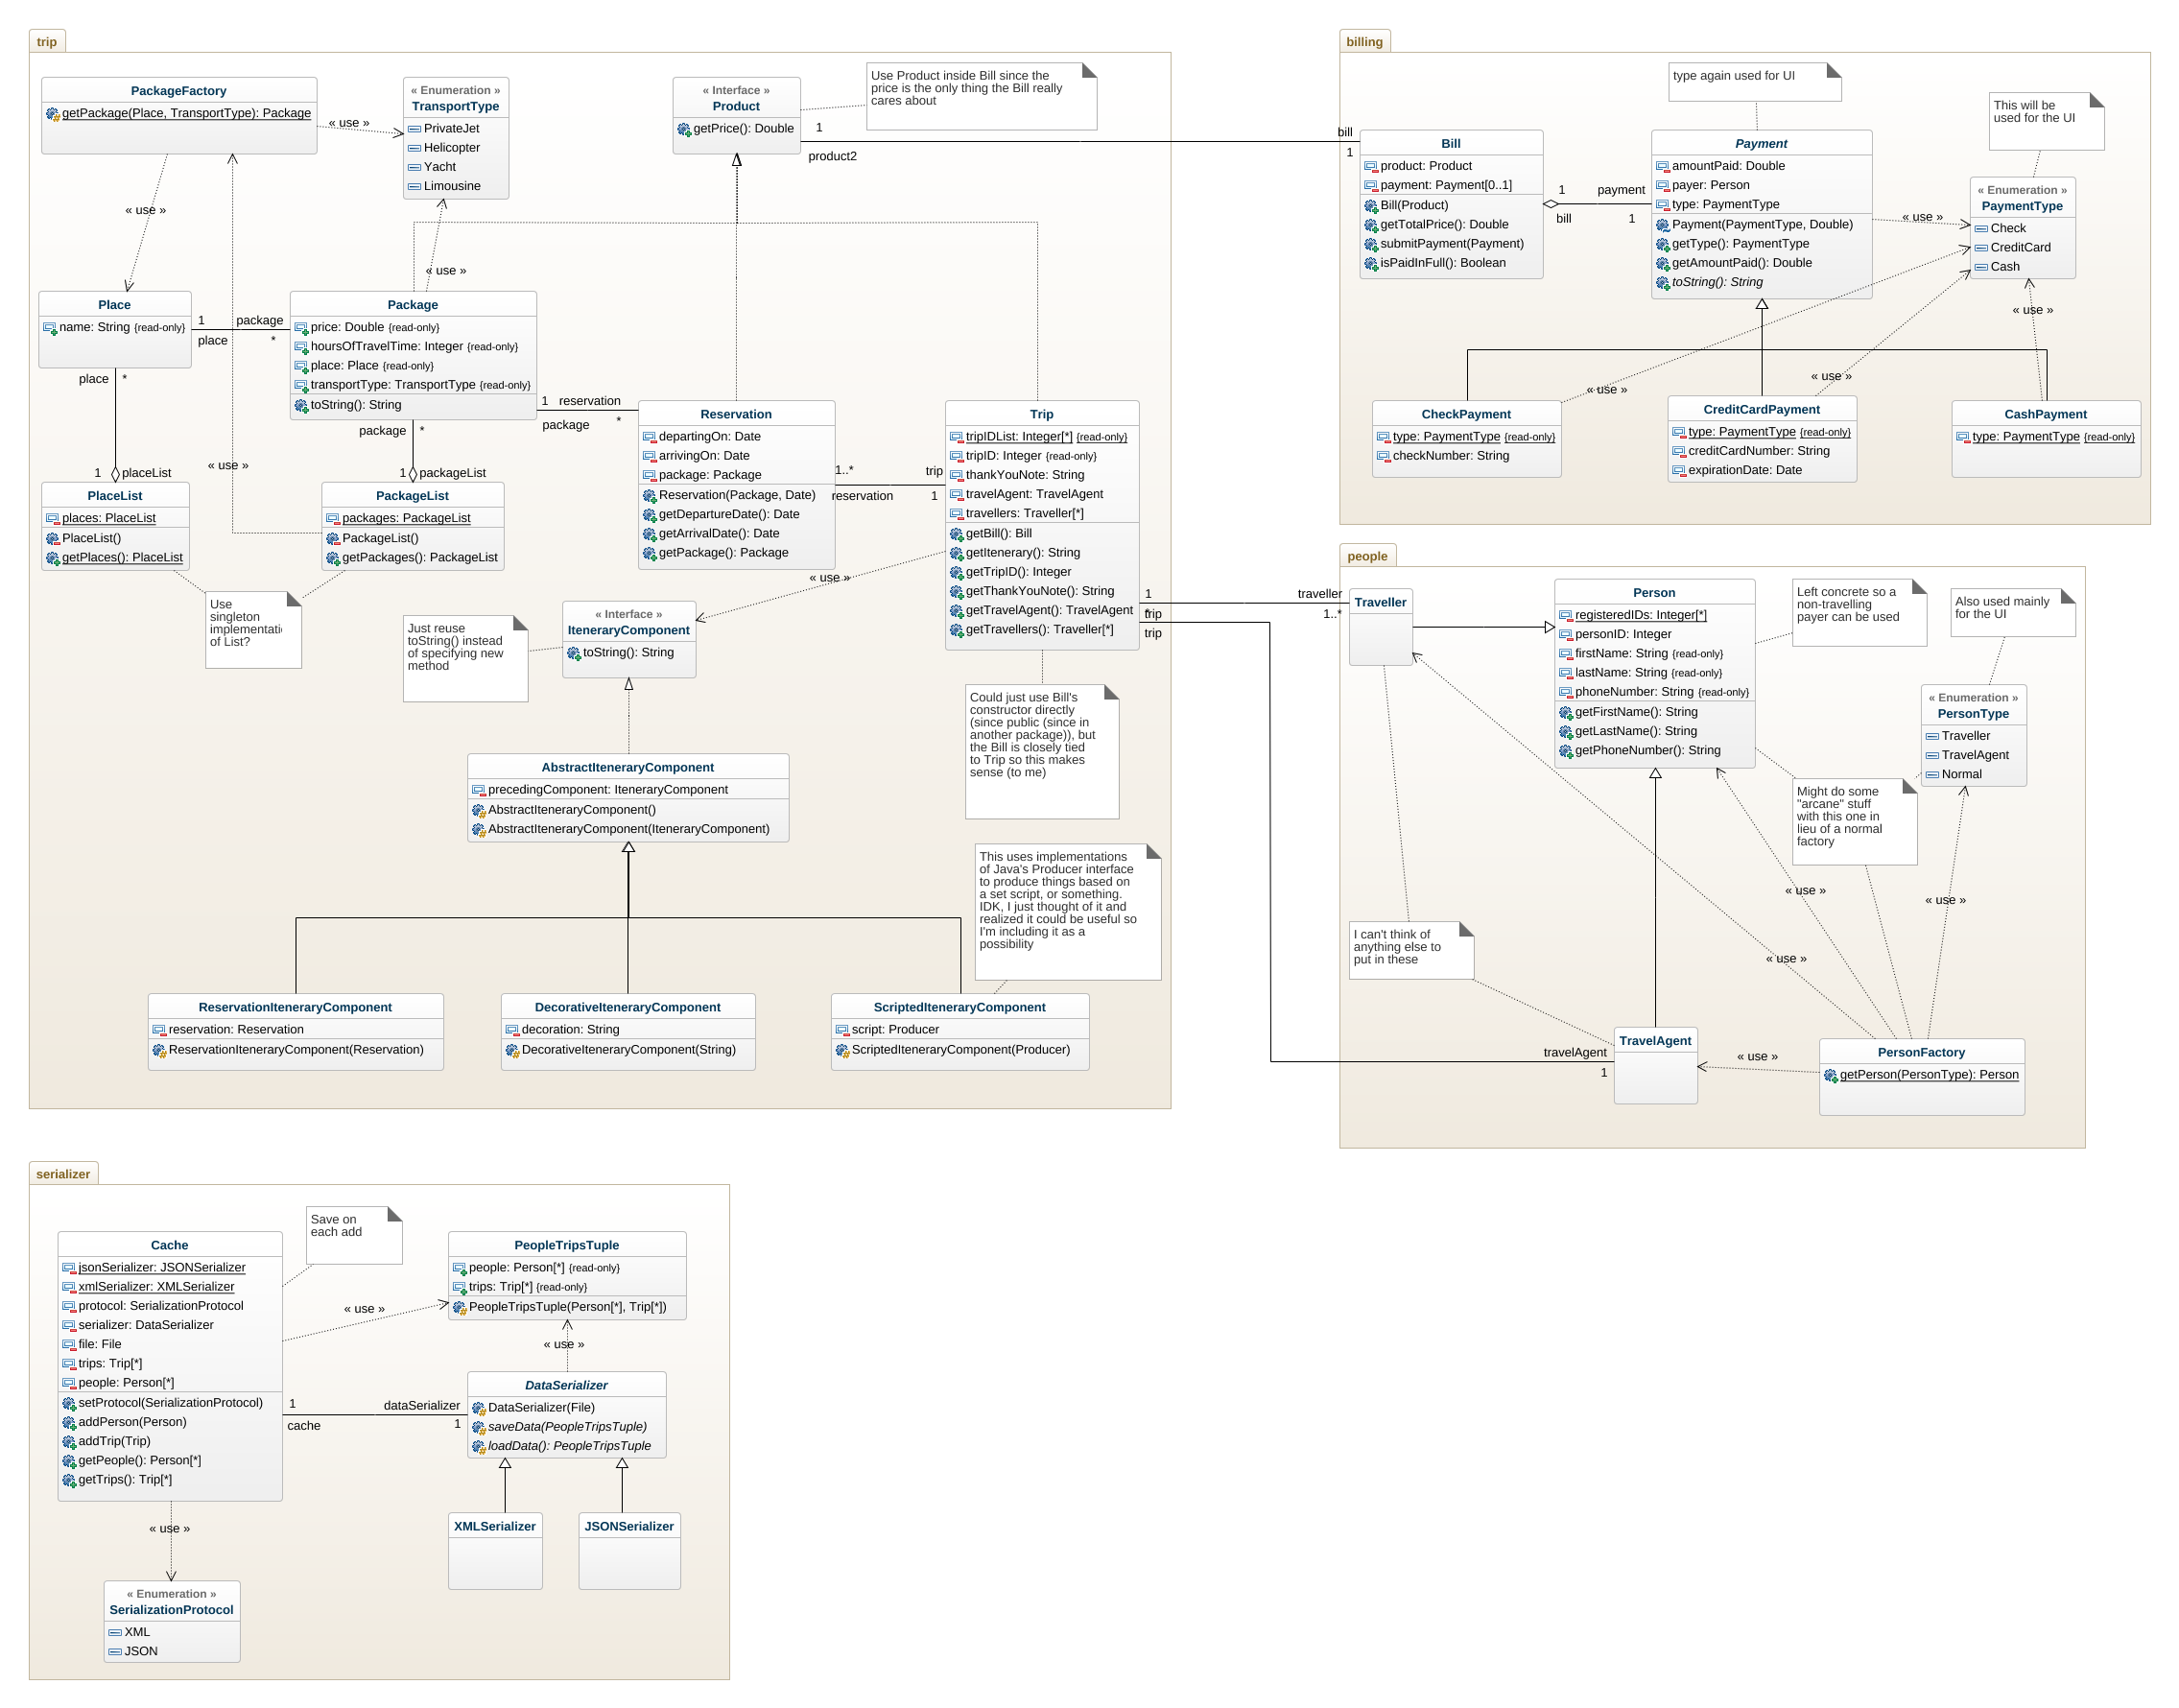 trip
PackageFactory
getPackage(Place, TransportType): Package
« use »
« use »
« Enumeration »
TransportType
PrivateJet
Helicopter
Yacht
Limousine
« Interface »
Product
getPrice(): Double
Use Product inside Bill since the
price is the only thing the Bill really
cares about
1
product2
bill
1
« use »
Place
name: String {read-only}
1
place
package
*
Package
price: Double {read-only}
hoursOfTravelTime: Integer {read-only}
place: Place {read-only}
transportType: TransportType {read-only}
toString(): String
place
*
1
placeList
« use »
package
*
1
packageList
1
package
reservation
*
PlaceList
places: PlaceList
PlaceList()
getPlaces(): PlaceList
PackageList
packages: PackageList
PackageList()
getPackages(): PackageList
Use
singleton
implementati
of List?
Reservation
departingOn: Date
arrivingOn: Date
package: Package
Reservation(Package, Date)
getDepartureDate(): Date
getArrivalDate(): Date
getPackage(): Package
1..*
reservation
trip
1
Trip
tripIDList: Integer[*] {read-only}
tripID: Integer {read-only}
thankYouNote: String
travelAgent: TravelAgent
travellers: Traveller[*]
getBill(): Bill
getItenerary(): String
getTripID(): Integer
getThankYouNote(): String
getTravelAgent(): TravelAgent
getTravellers(): Traveller[*]
« use »
« Interface »
IteneraryComponent
toString(): String
Just reuse
toString() instead
of specifying new
method
Could just use Bill's
constructor directly
(since public (since in
another package)), but
the Bill is closely tied
to Trip so this makes
sense (to me)
AbstractIteneraryComponent
precedingComponent: IteneraryComponent
AbstractIteneraryComponent()
AbstractIteneraryComponent(IteneraryComponent)
This uses implementations
of Java's Producer interface
to produce things based on
a set script, or something.
IDK, I just thought of it and
realized it could be useful so
I'm including it as a
possibility
ReservationIteneraryComponent
reservation: Reservation
ReservationIteneraryComponent(Reservation)
DecorativeIteneraryComponent
decoration: String
DecorativeIteneraryComponent(String)
ScriptedIteneraryComponent
script: Producer
ScriptedIteneraryComponent(Producer)
billing
type again used for UI
This will be
used for the UI
Bill
product: Product
payment: Payment[0..1]
Bill(Product)
getTotalPrice(): Double
submitPayment(Payment)
isPaidInFull(): Boolean
1
bill
payment
1
Payment
amountPaid: Double
payer: Person
type: PaymentType
Payment(PaymentType, Double)
getType(): PaymentType
getAmountPaid(): Double
toString(): String
« use »
« Enumeration »
PaymentType
Check
CreditCard
Cash
« use »
« use »
« use »
CheckPayment
type: PaymentType {read-only}
checkNumber: String
CreditCardPayment
type: PaymentType {read-only}
creditCardNumber: String
expirationDate: Date
CashPayment
type: PaymentType {read-only}
people
1
trip
trip
traveller
1..*
Traveller
Person
registeredIDs: Integer[*]
personID: Integer
firstName: String {read-only}
lastName: String {read-only}
phoneNumber: String {read-only}
getFirstName(): String
getLastName(): String
getPhoneNumber(): String
Left concrete so a
non-travelling
payer can be used
Also used mainly
for the UI
« Enumeration »
PersonType
Traveller
TravelAgent
Normal
Might do some
"arcane" stuff
with this one in
lieu of a normal
factory
« use »
« use »
« use »
I can't think of
anything else to
put in these
travelAgent
1
TravelAgent
« use »
PersonFactory
getPerson(PersonType): Person
serializer
Save on
each add
Cache
jsonSerializer: JSONSerializer
xmlSerializer: XMLSerializer
protocol: SerializationProtocol
serializer: DataSerializer
file: File
trips: Trip[*]
people: Person[*]
setProtocol(SerializationProtocol)
addPerson(Person)
addTrip(Trip)
getPeople(): Person[*]
getTrips(): Trip[*]
« use »
PeopleTripsTuple
people: Person[*] {read-only}
trips: Trip[*] {read-only}
PeopleTripsTuple(Person[*], Trip[*])
« use »
1
cache
dataSerializer
1
DataSerializer
DataSerializer(File)
saveData(PeopleTripsTuple)
loadData(): PeopleTripsTuple
XMLSerializer
JSONSerializer
« use »
« Enumeration »
SerializationProtocol
XML
JSON